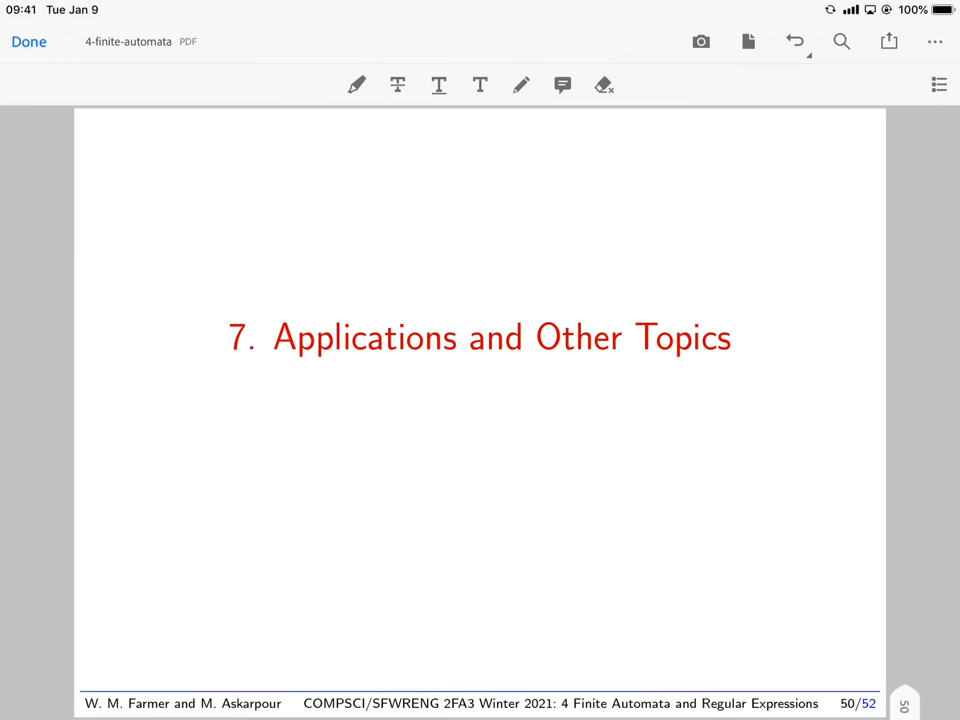 09:41 Tue Jan 9
100%
Done
4-finite-automata PDF
7. Applications and Other Topics
W. M. Farmer and M. Askarpour COMPSCI/SFWRENG 2FA3 Winter 2021: 4 Finite Automata and Regular Expressions 50/52
50